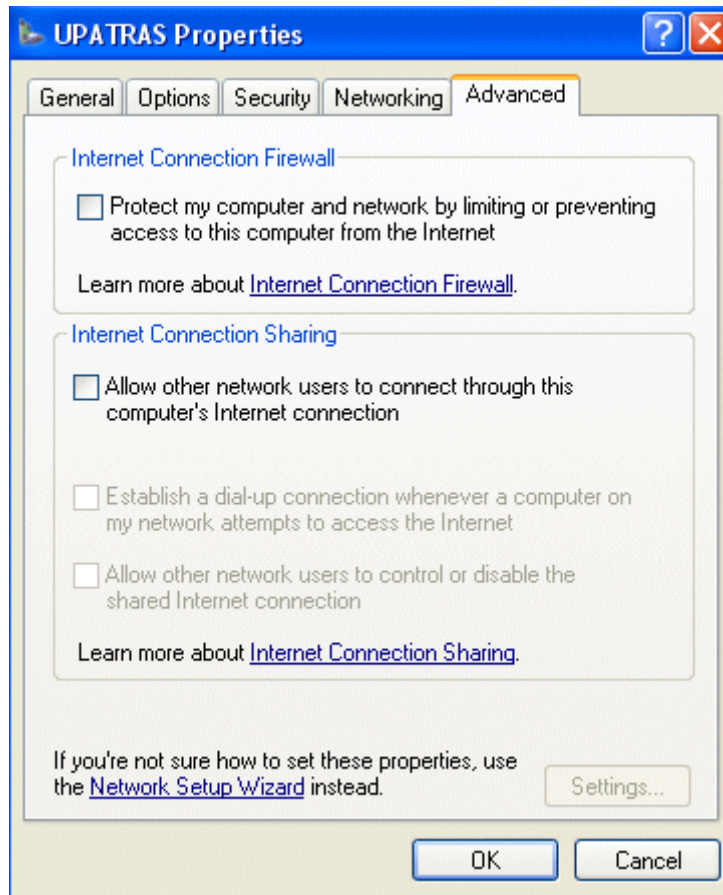 UPATRAS Properties
General Options Security Networking Advanced
Internet Connection Firewall
Protect my computer and network by limiting or preventing
access to this computer from the Internet
Learn more about Internet Connection Firewall.
Internet Connection Sharing
Allow other network users to connect through this
computer's Internet connection
Establish a dial-up connection whenever a computer on
my network attempts to access the Internet
Allow other network users to control or disable the
shared Internet connection
Learn more about Internet Connection Sharing.
If you're not sure how to set these properties, use
the Network Setup Wizard instead.
Settings...
OK Cancel